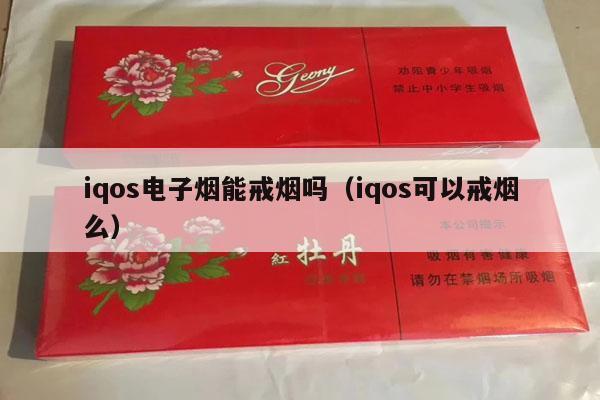 Geony
劝阻青少年吸烟
禁止中小学生吸烟
iqos电子烟能戒烟吗（iqos可以戒烟
么）
紅牡丹
本公司提示
吸烟有害健康
请勿在禁烟场所吸烟